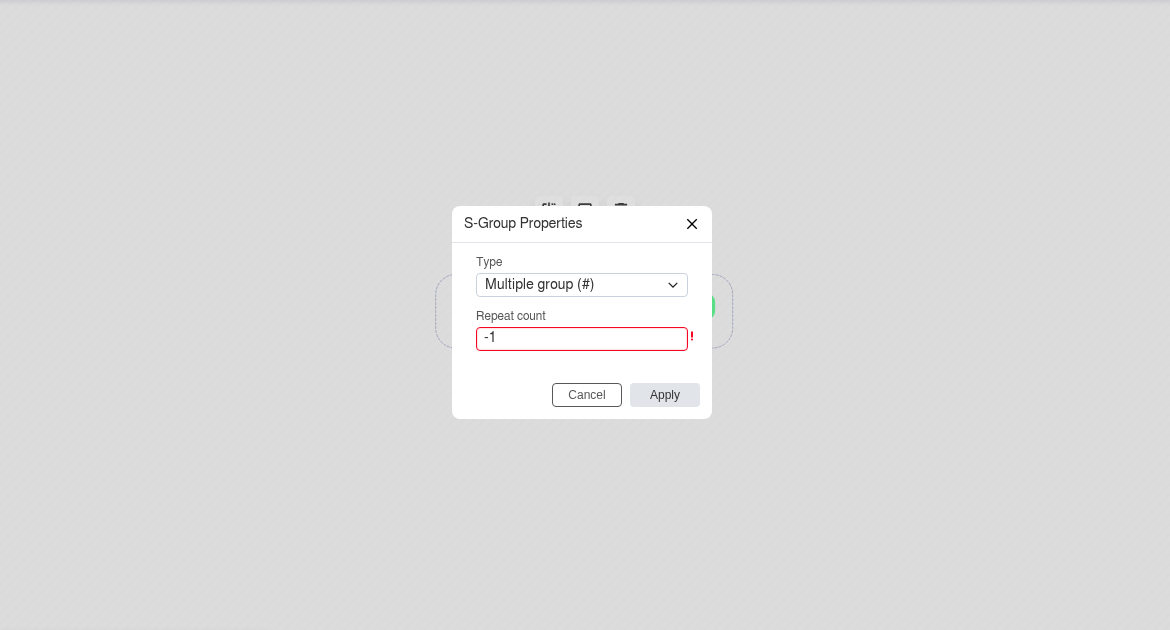 S-Group Properties
Type
Multiple group (#)
Repeat count
-1
!
Cancel
Apply